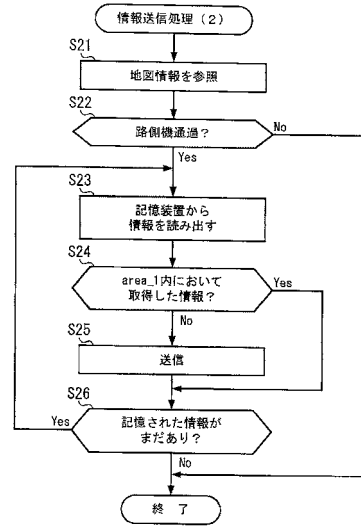 情報送信処理(2)
S21
地図情報を参照
S22
路側機通過?
No
Yes
S23
記憶装置から
情報を読み出す
S24
area_1内において
取得した情報?
Yes
No
S25
送信
S26
記憶された情報が
まだあり?
Yes
No
終 了